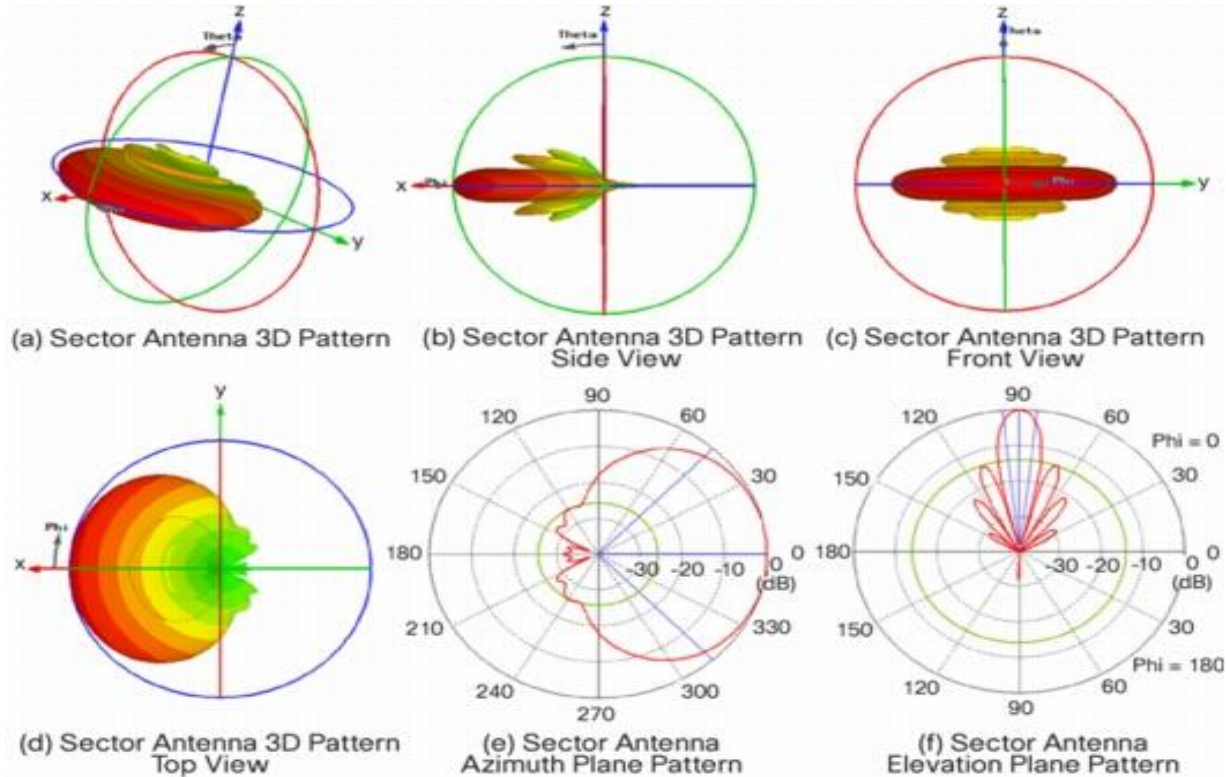 z
Theta
x
y
(a) Sector Antenna 3D Pattern
z
Theta
x
Phi
(b) Sector Antenna 3D Pattern
Side View
z
Theta
Phi
y
(c) Sector Antenna 3D Pattern
Front View
y
Phi
x
(d) Sector Antenna 3D Pattern
Top View
90
120
60
150
30
180
-30 -20 -10 0 0
(dB)
210
330
240
300
270
(e) Sector Antenna
Azimuth Plane Pattern
90
120
60
Phi = 0
150
30
180
-30 -20 -10 0 0
(dB)
150
30
Phi = 180
120
60
90
(f) Sector Antenna
Elevation Plane Pattern